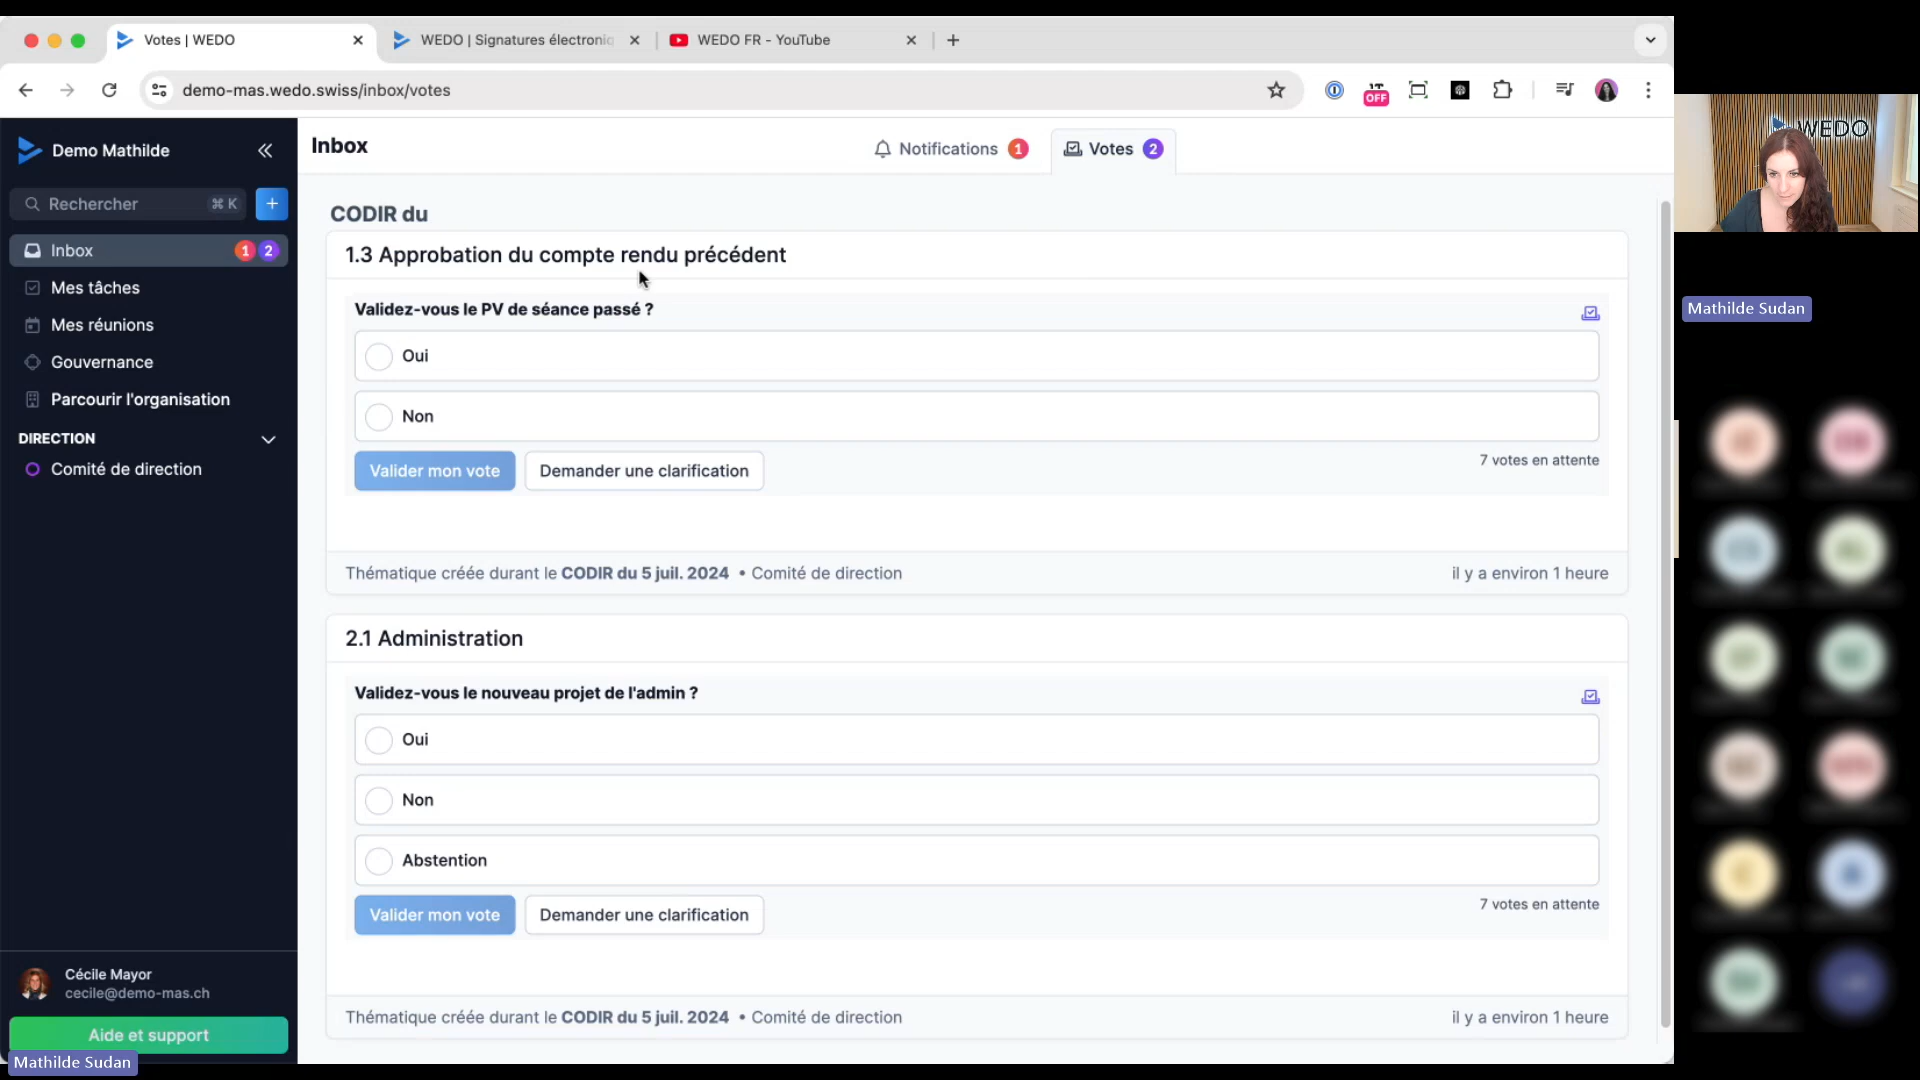 Votes | WEDO
WEDO | Signatures électroniq
WEDO FR - YouTube
demo-mas.wedo.swiss/inbox/votes
OFF
Demo Mathilde
Rechercher
⌘ K
Inbox
1
2
Mes tâches
Mes réunions
Gouvernance
Parcourir l'organisation
DIRECTION
Comité de direction
Cécile Mayor
cecile@demo-mas.ch
Aide et support
Mathilde Sudan
Inbox
Notifications 1
Votes 2
CODIR du
1.3 Approbation du compte rendu précédent
Validez-vous le PV de séance passé ?
Oui
Non
Valider mon vote
Demander une clarification
7 votes en attente
Thématique créée durant le CODIR du 5 juil. 2024 • Comité de direction
il y a environ 1 heure
2.1 Administration
Validez-vous le nouveau projet de l'admin ?
Oui
Non
Abstention
Valider mon vote
Demander une clarification
7 votes en attente
Thématique créée durant le CODIR du 5 juil. 2024 • Comité de direction
il y a environ 1 heure
WEDO
Mathilde Sudan